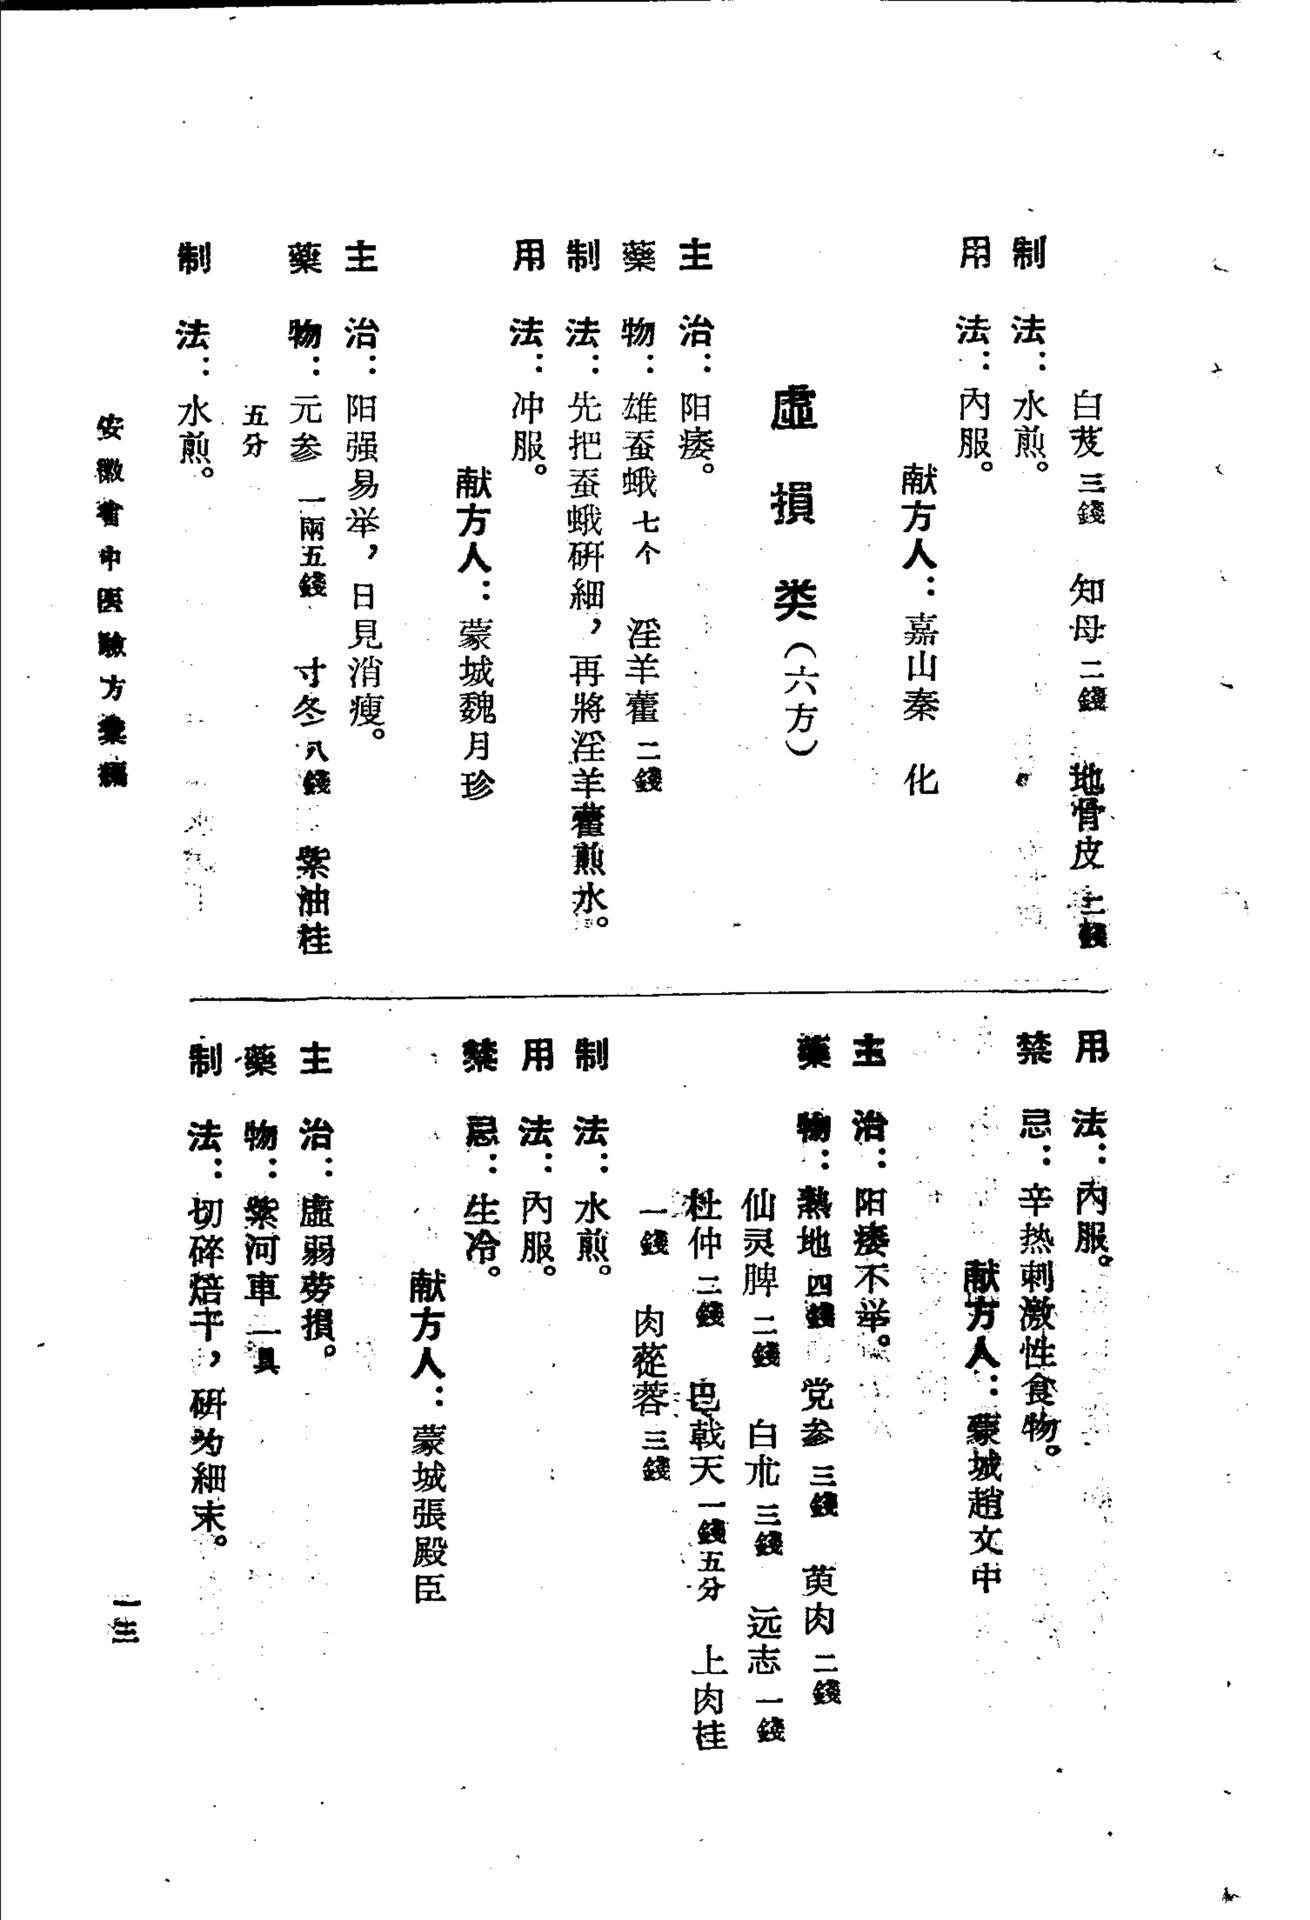 白芨 三錢　知母 二錢　地骨皮 二錢
制法：水煎。
用法：內服。
献方人：嘉山秦　化
虛損类（六方）
主治：阳痿。
藥物：雄蚕蛾 七个　淫羊藿 二錢
制法：先把蚕蛾研細，再將淫羊藿煎水。
用法：冲服。
献方人：蒙城魏月珍
主治：阳强易举，日見消瘦。
藥物：元参 一兩五錢　寸冬 八錢　紫油桂
五分
制法：水煎。
用法：內服。
禁忌：辛热刺激性食物。
献方人：蒙城趙文中
主治：阳痿不举。
藥物：熟地 四錢　党参 三錢　萸肉 二錢
仙灵脾 二錢　白朮 三錢　远志 一錢
杜仲 二錢　巴戟天 一錢五分　上肉桂
一錢　肉蓯蓉 三錢
制法：水煎。
用法：內服。
禁忌：生冷。
献方人：蒙城張殿臣
主治：虛弱劳損。
藥物：紫河車 一具
制法：切碎焙干，研为細末。
安徽省中医驗方彙編
一三